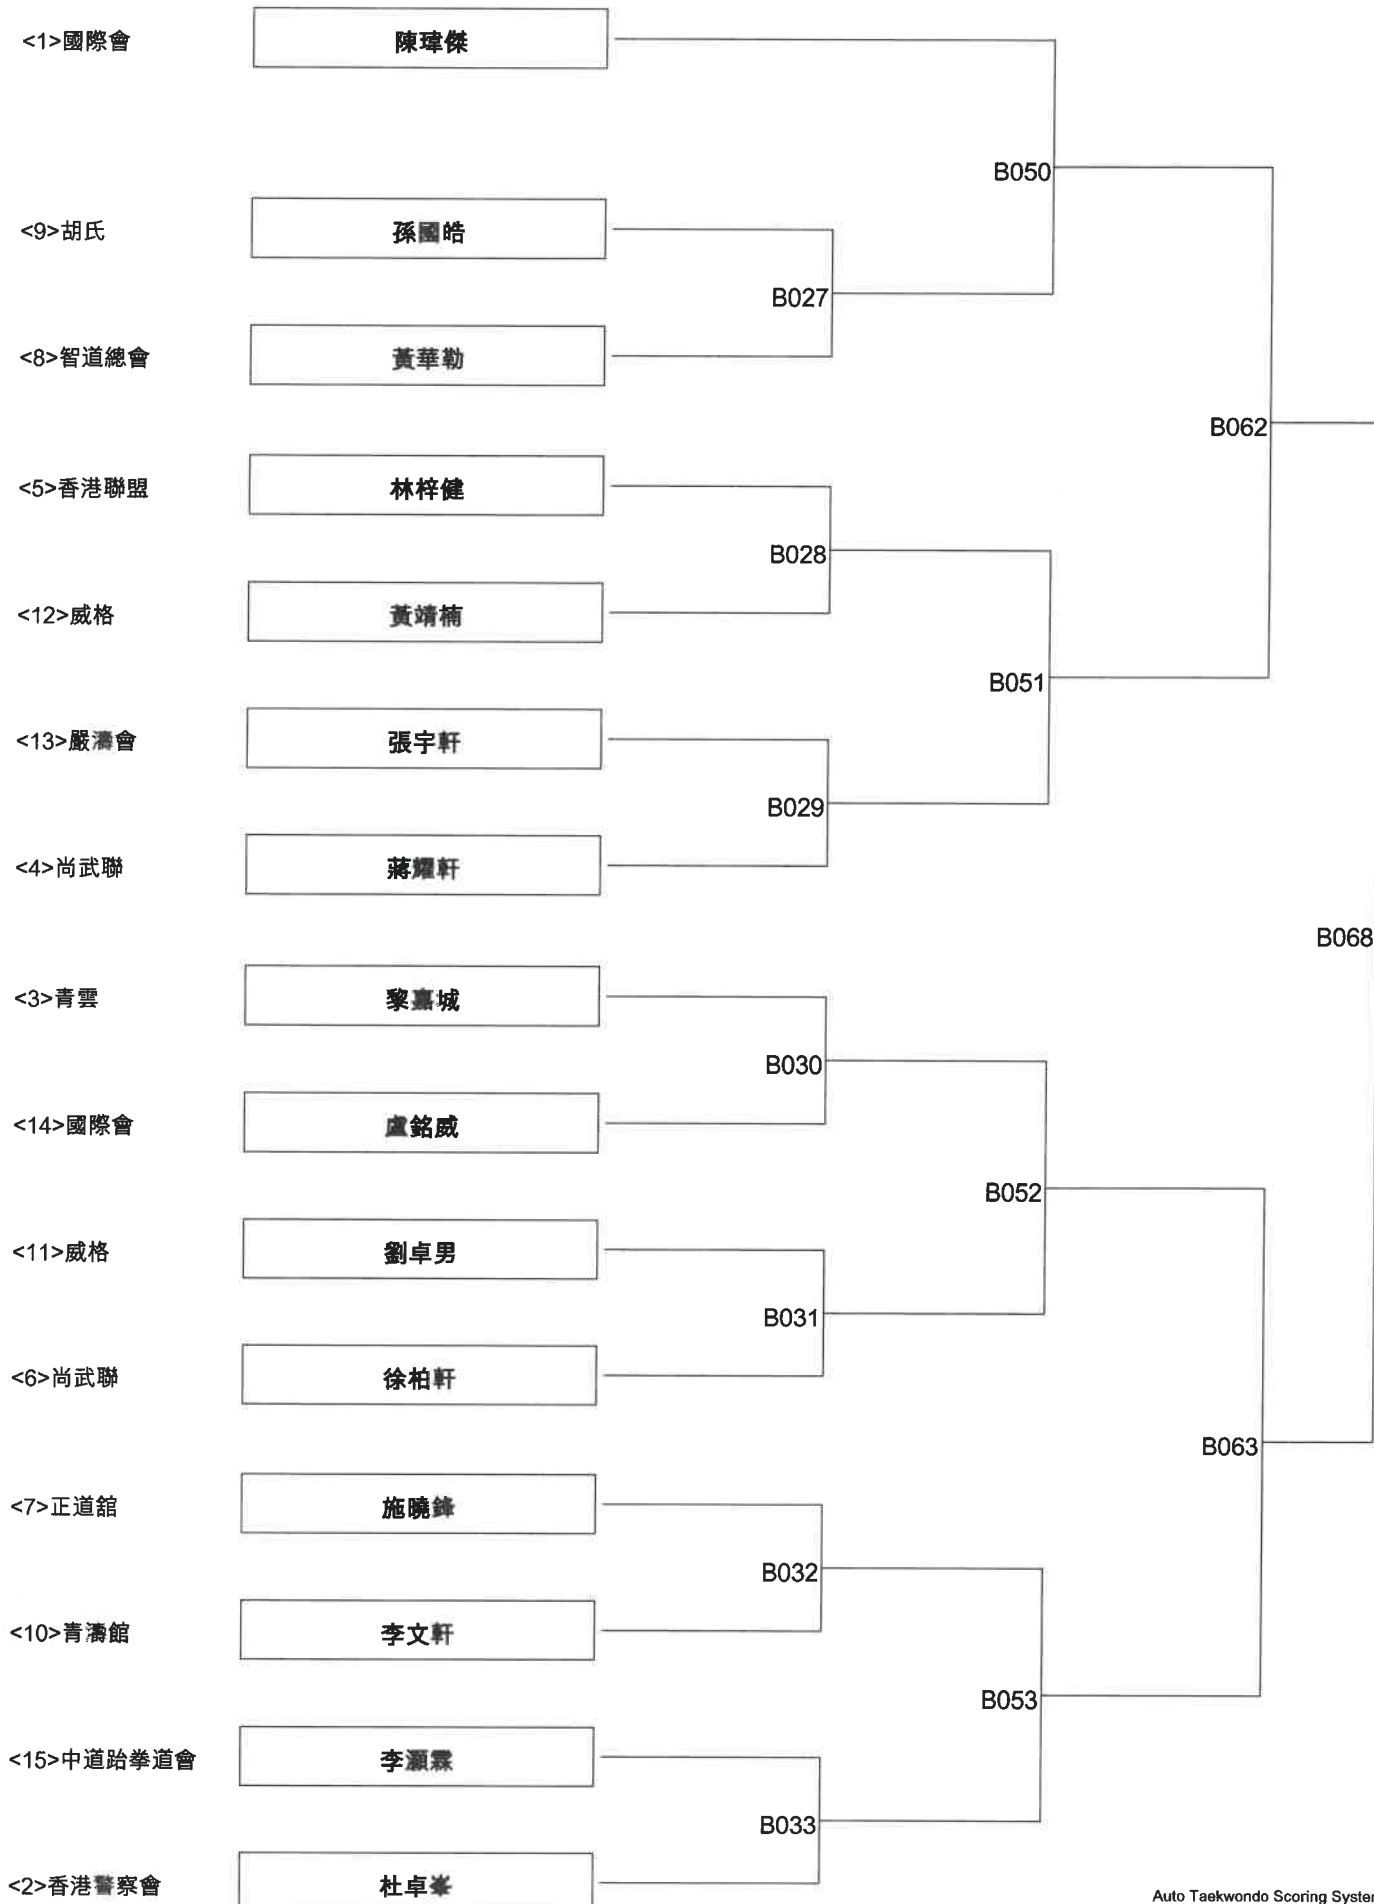 <1>國際會 陳瑋傑
B050
<9>胡氏 孫國皓
B027
<8>智道總會 黃華勒
B062
<5>香港聯盟 林梓健
B028
<12>威格 黃靖楠
B051
<13>嚴濤會 張宇軒
B029
<4>尚武聯 蔣耀軒
B068
<3>青雲 黎嘉城
B030
<14>國際會 盧銘威
B052
<11>威格 劉卓男
B031
<6>尚武聯 徐柏軒
B063
<7>正道舘 施曉鋒
B032
<10>青濤館 李文軒
B053
<15>中道跆拳道會 李灝霖
B033
<2>香港警察會 杜卓峯
Auto Taekwondo Scoring System